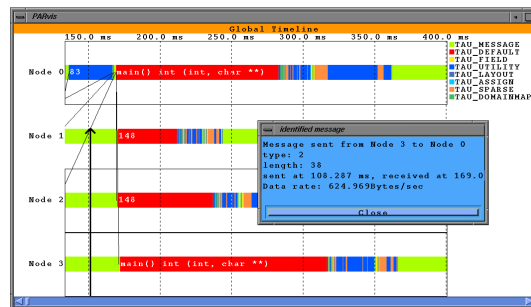 PARvis
Global Timeline
150.0 ms
200.0 ms
250.0 ms
300.0 ms
350.0 ms
400.0 ms
TAU_MESSAGE
TAU_DEFAULT
TAU_FIELD
TAU_UTILITY
TAU_LAYOUT
TAU_ASSIGN
TAU_SPARSE
TAU_DOMAINMAP
Node 0
83
main() int (int, char **)
Node 1
148
Node 2
148
Node 3
main() int (int, char **)
identified message
Message sent from Node 3 to Node 0
type: 2
length: 38
sent at 108.287 ms, received at 169.0
Data rate: 624.969Bytes/sec
Close